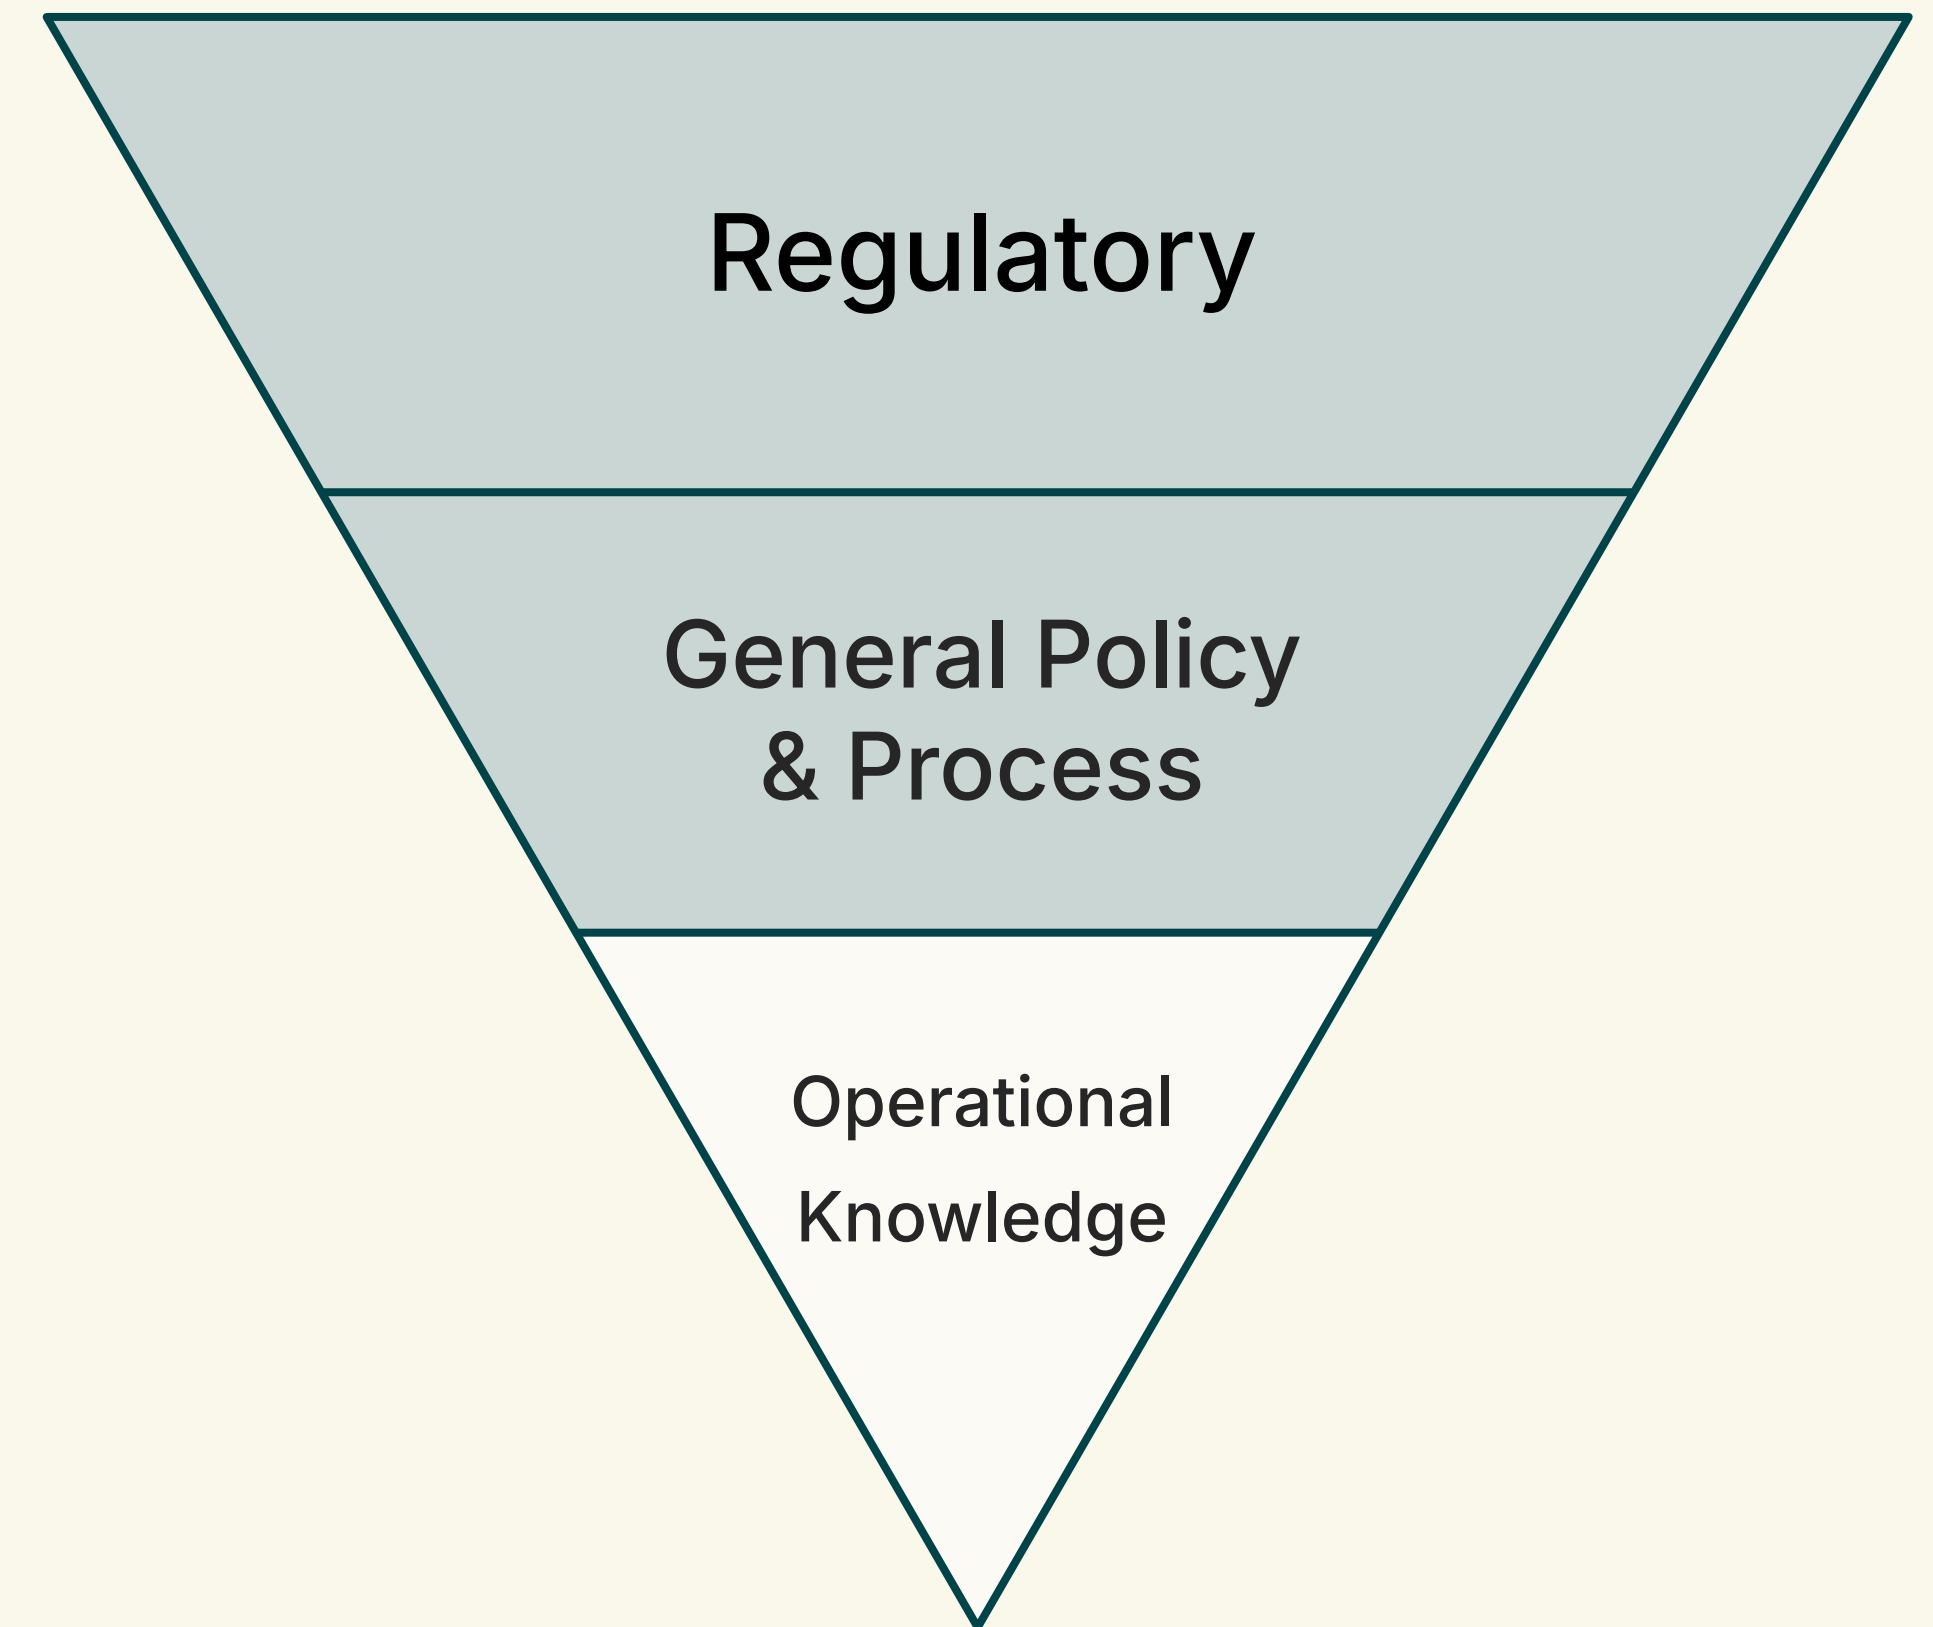 Regulatory
General Policy
& Process
Operational
Knowledge